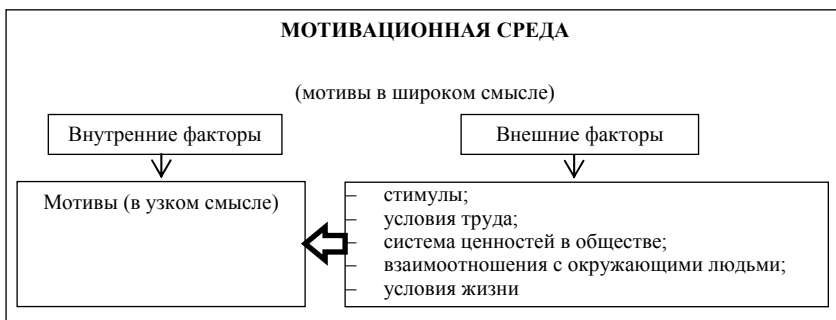 МОТИВАЦИОННАЯ СРЕДА
(мотивы в широком смысле)
Внутренние факторы
Внешние факторы
Мотивы (в узком смысле)
– стимулы;
– условия труда;
– система ценностей в обществе;
– взаимоотношения с окружающими людьми;
– условия жизни